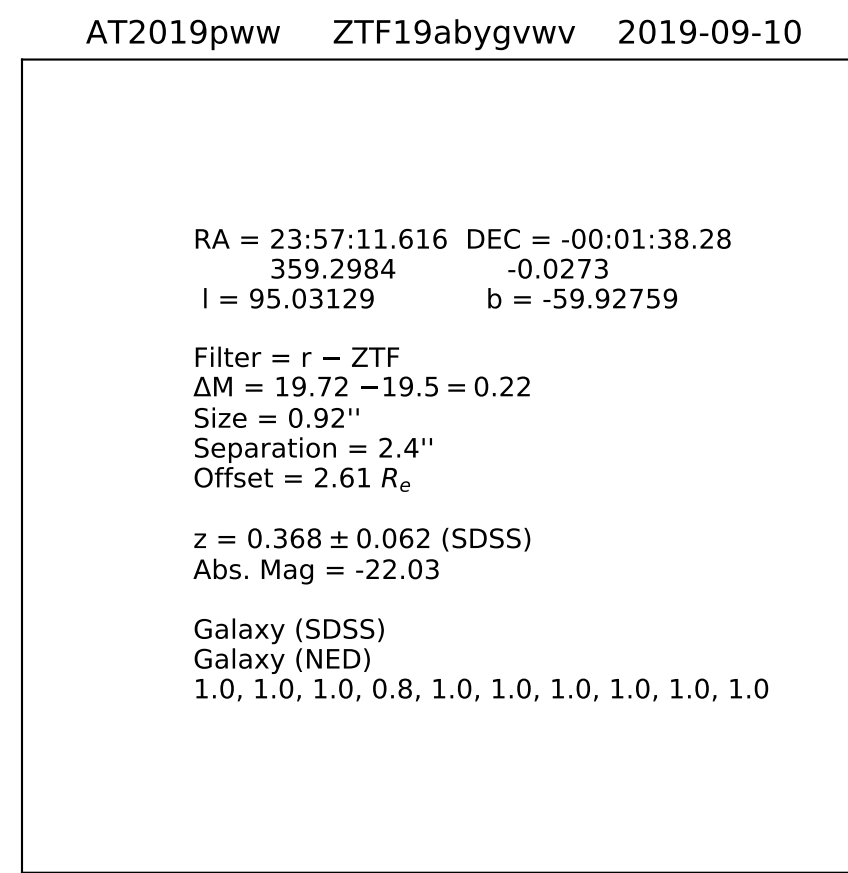 AT2019pww ZTF19abygvwv 2019-09-10
RA = 23:57:11.616 DEC = -00:01:38.28
359.2984 -0.0273
l = 95.03129 b = -59.92759
Filter = r − ZTF
ΔM = 19.72 −19.5 = 0.22
Size = 0.92''
Separation = 2.4''
Offset = 2.61 Rₑ
z = 0.368 ± 0.062 (SDSS)
Abs. Mag = -22.03
Galaxy (SDSS)
Galaxy (NED)
1.0, 1.0, 1.0, 0.8, 1.0, 1.0, 1.0, 1.0, 1.0, 1.0